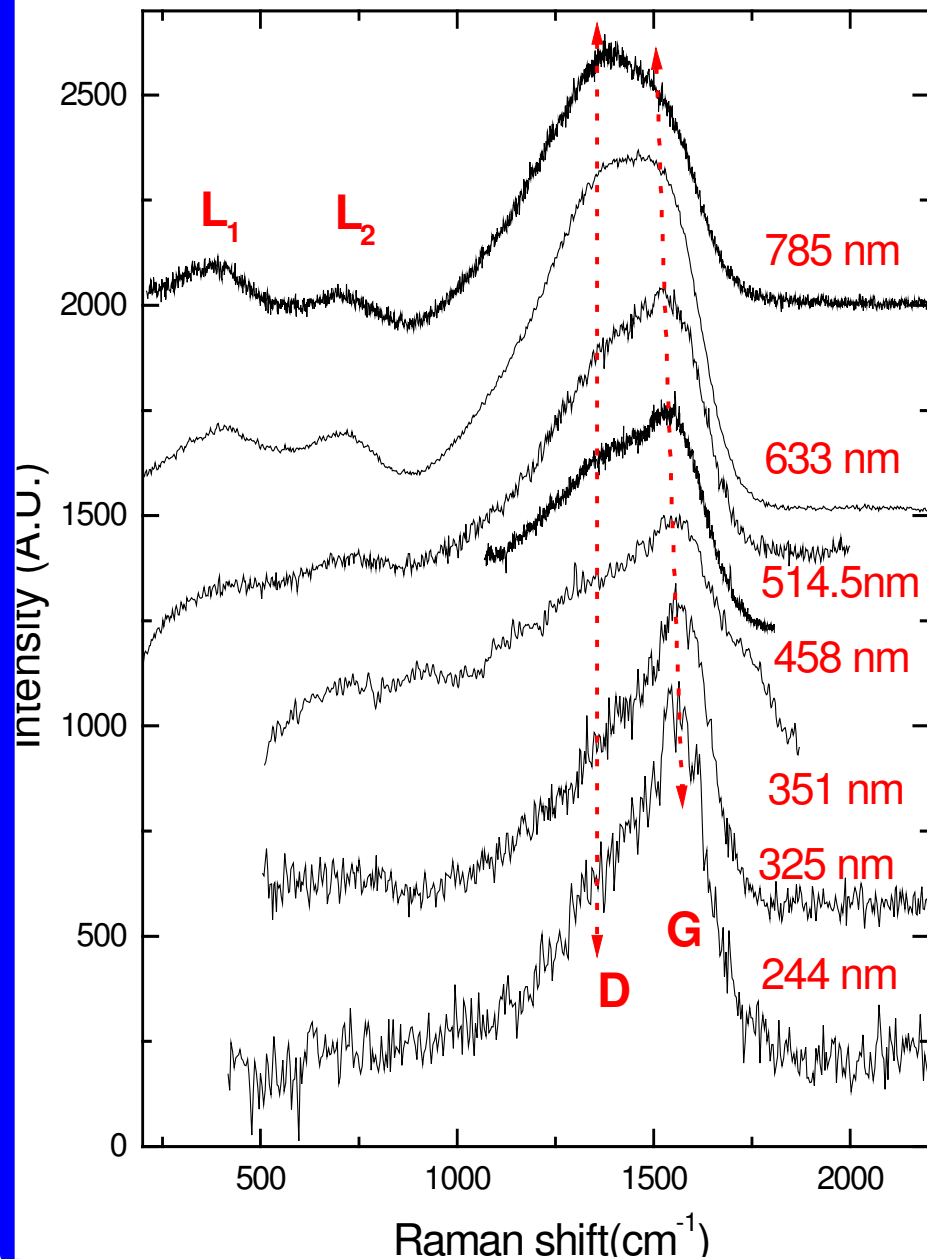 2500
L1
L2
785 nm
2000
633 nm
1500
514.5nm
458 nm
1000
351 nm
325 nm
500
G
D
244 nm
0
500
1000
1500
2000
Intensity (A.U.)
Raman shift(cm-1)